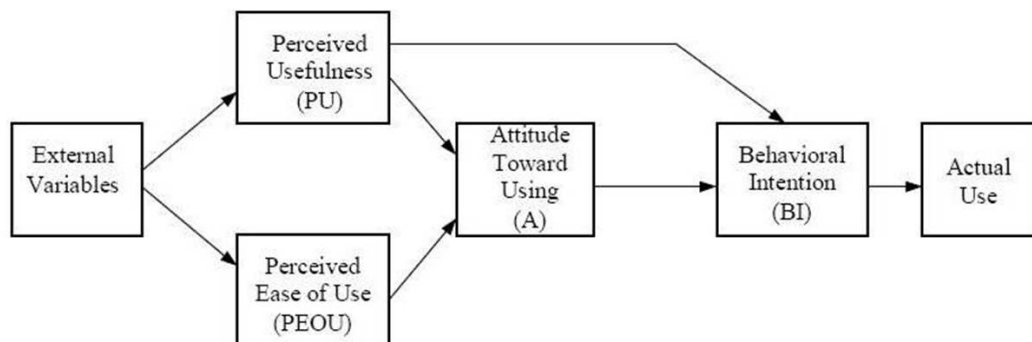 External
Variables
Perceived
Usefulness
(PU)
Perceived
Ease of Use
(PEOU)
Attitude
Toward
Using
(A)
Behavioral
Intention
(BI)
Actual
Use